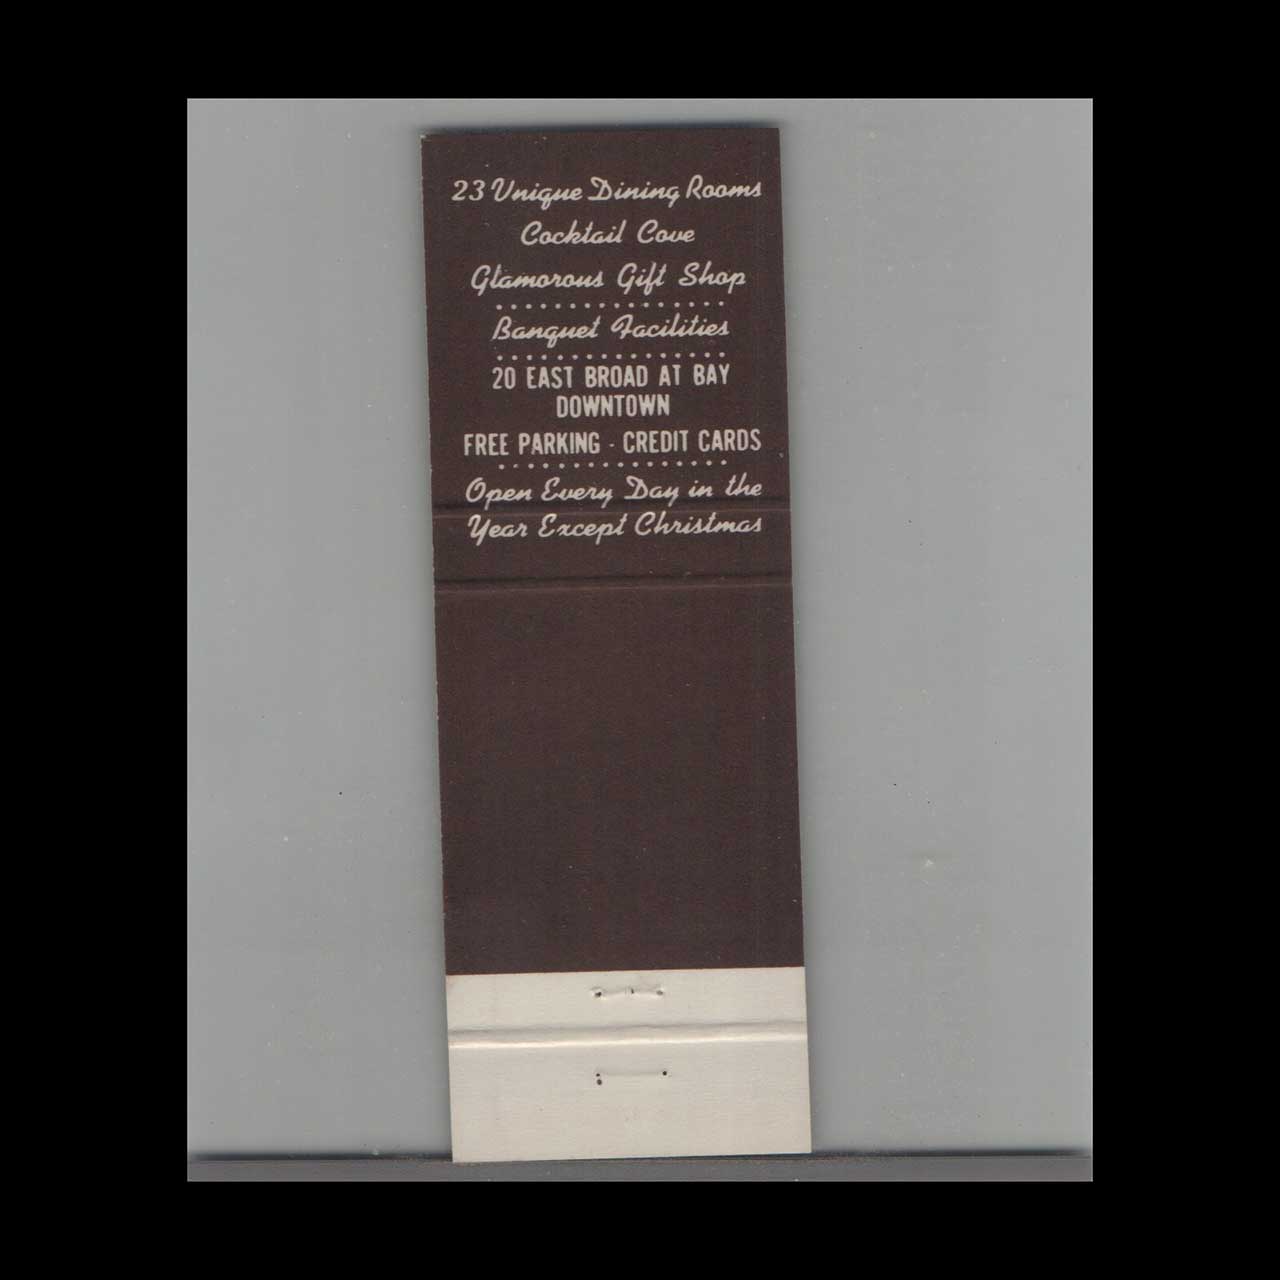 23 Unique Dining Rooms
Cocktail Cove
Glamorous Gift Shop
Banquet Facilities
20 EAST BROAD AT BAY
DOWNTOWN
FREE PARKING - CREDIT CARDS
Open Every Day in the
Year Except Christmas